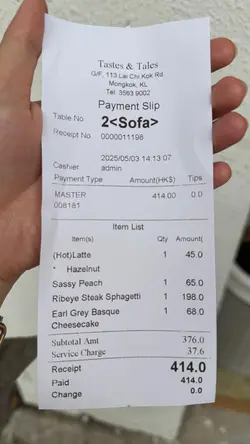 Tastes & Tales
G/F, 113 Lai Chi Kok Rd.
Mongkok, KL
Tel: 3563 9002
Payment Slip
Table No. 2<Sofa>
Receipt No. 0000011198
2025/05/03 14:13:07
Cashier admin
Payment Type Amount(HK$) Tips
MASTER 414.00 0.0
008181
Item List
Item(s) Qty Amount(
(Hot)Latte 1 45.0
* Hazelnut
Sassy Peach 1 65.0
Ribeye Steak Sphagetti 1 198.0
Earl Grey Basque 1 68.0
Cheesecake
Subtotal Amt 376.0
Service Charge 37.6
Receipt 414.0
Paid 414.0
Change 0.0